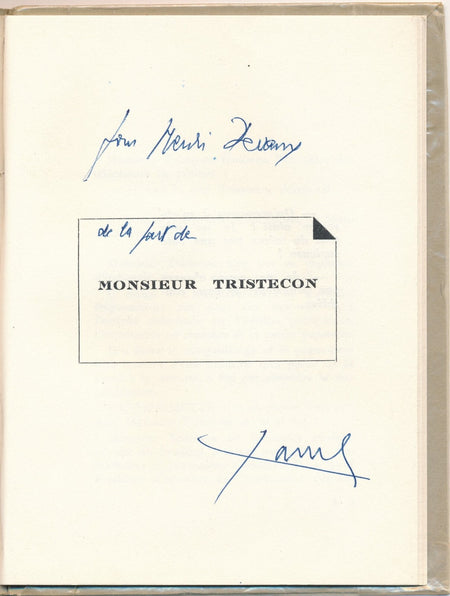 pour Henri
de la part de
MONSIEUR TRISTECON